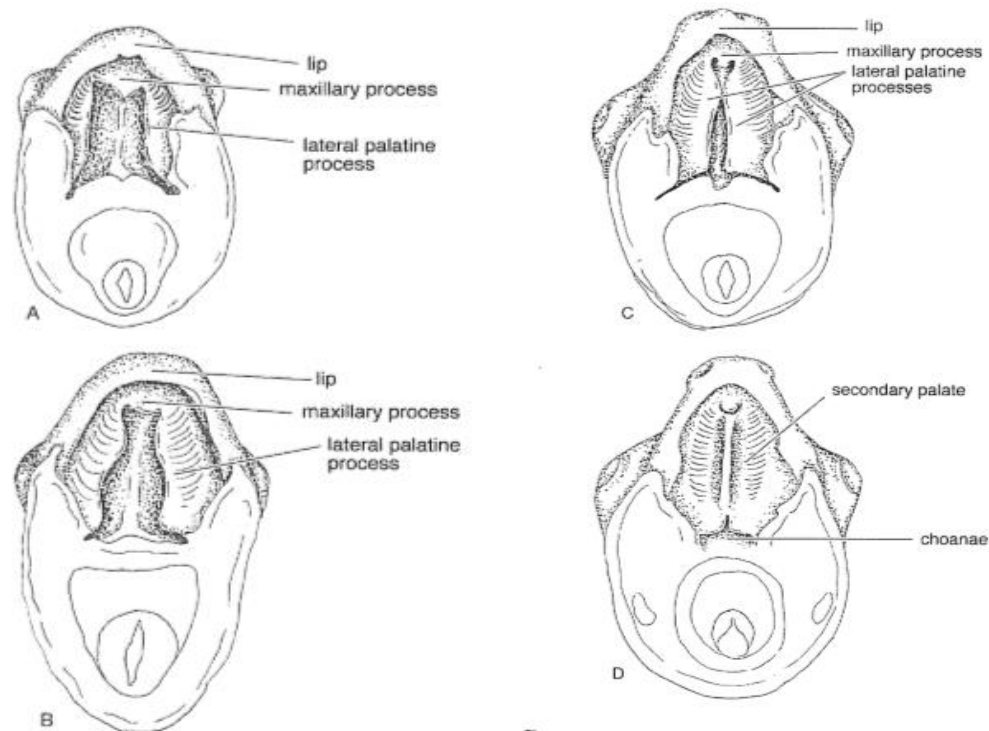 lip
maxillary process
lateral palatine
process
A
lip
maxillary process
lateral palatine
processes
C
lip
maxillary process
lateral palatine
process
B
secondary palate
choanae
D